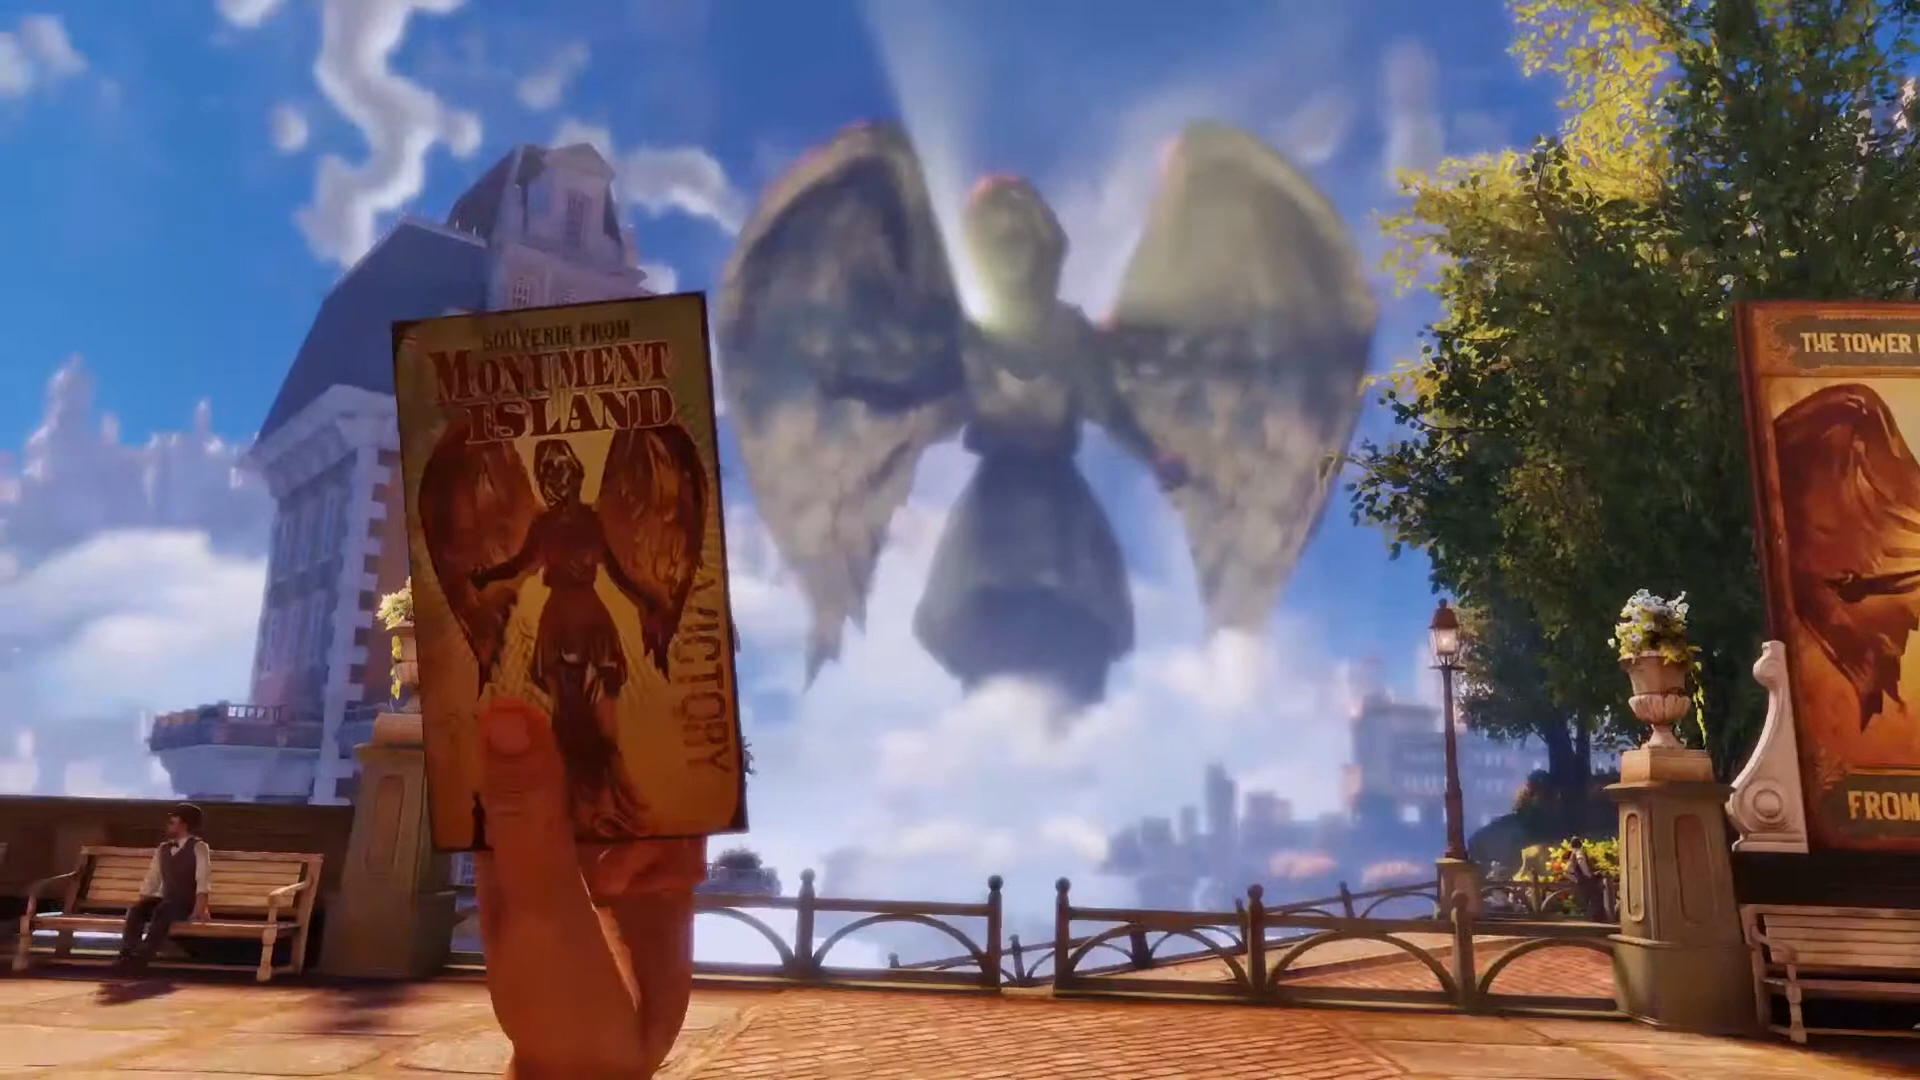 SOUVENIR FROM
MONUMENT
ISLAND
VICTORY
THE TOWER
FROM